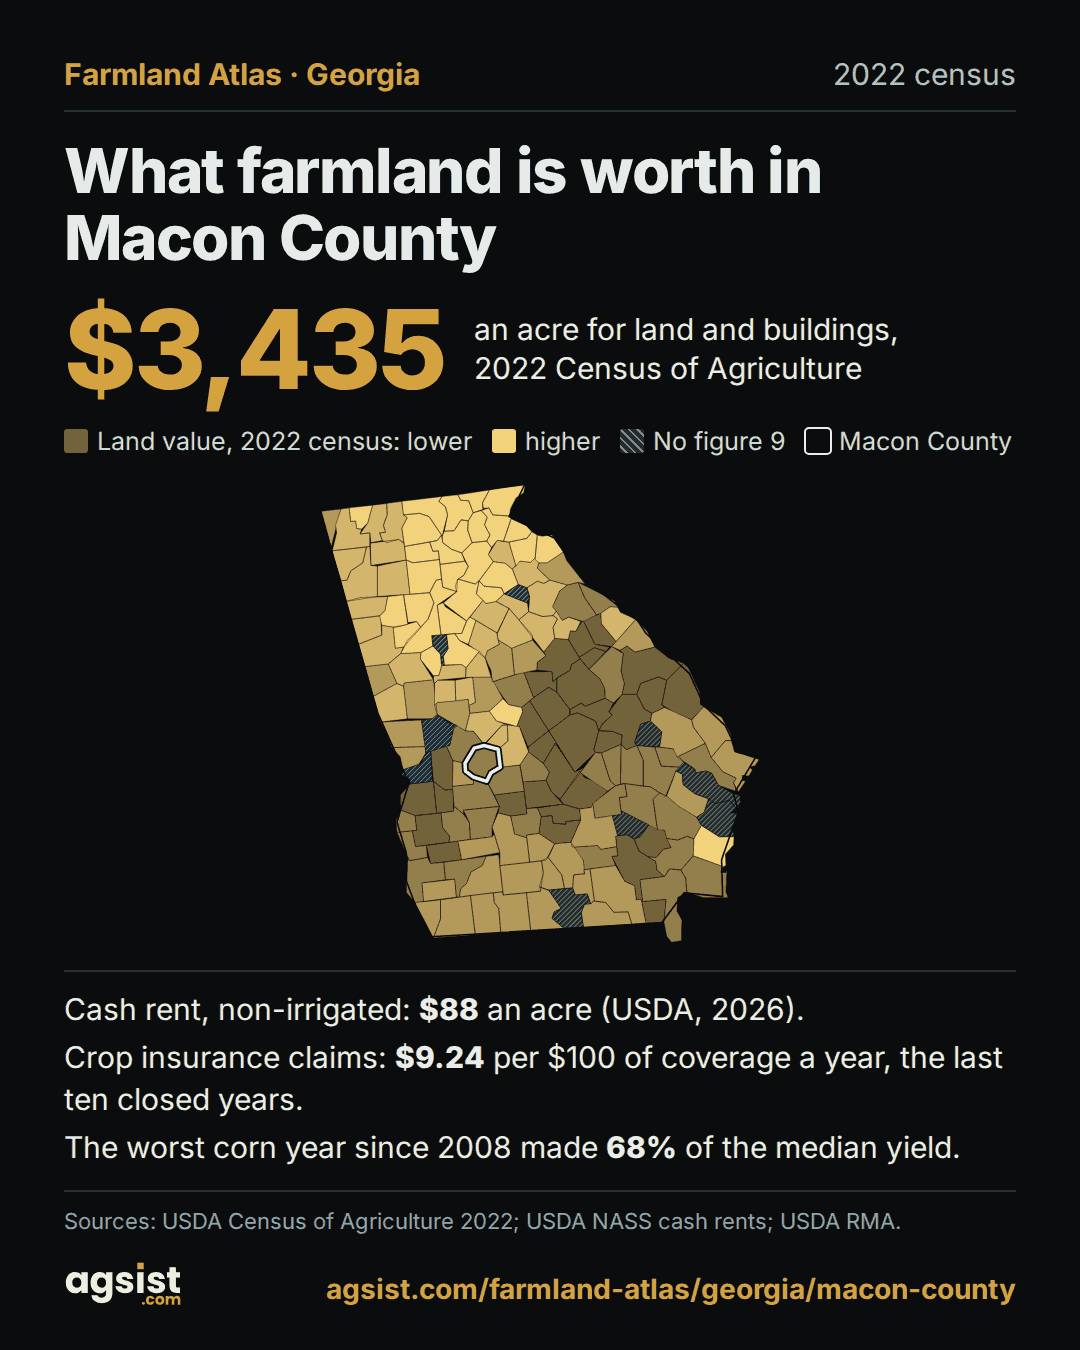 Farmland Atlas · Georgia
2022 census
What farmland is worth in
Macon County
$3,435
an acre for land and buildings,
2022 Census of Agriculture
Land value, 2022 census: lower
higher
No figure 9
Macon County
Cash rent, non-irrigated: $88 an acre (USDA, 2026).
Crop insurance claims: $9.24 per $100 of coverage a year, the last
ten closed years.
The worst corn year since 2008 made 68% of the median yield.
Sources: USDA Census of Agriculture 2022; USDA NASS cash rents; USDA RMA.
agsist
.com
agsist.com/farmland-atlas/georgia/macon-county